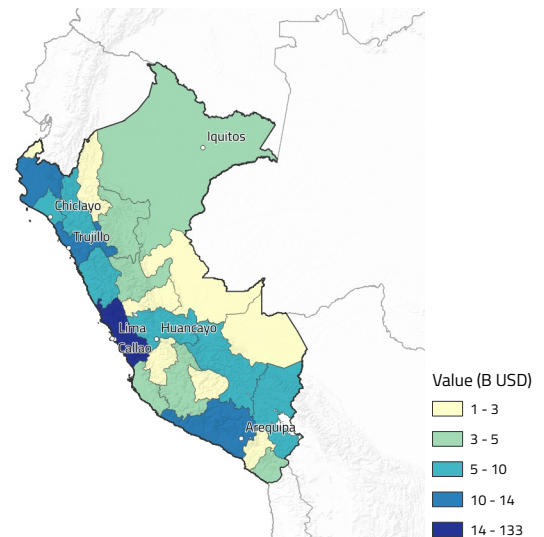 Iquitos
Chiclayo
Trujillo
Lima
Huancayo
Callao
Arequipa
Value (B USD)
1 - 3
3 - 5
5 - 10
10 - 14
14 - 133